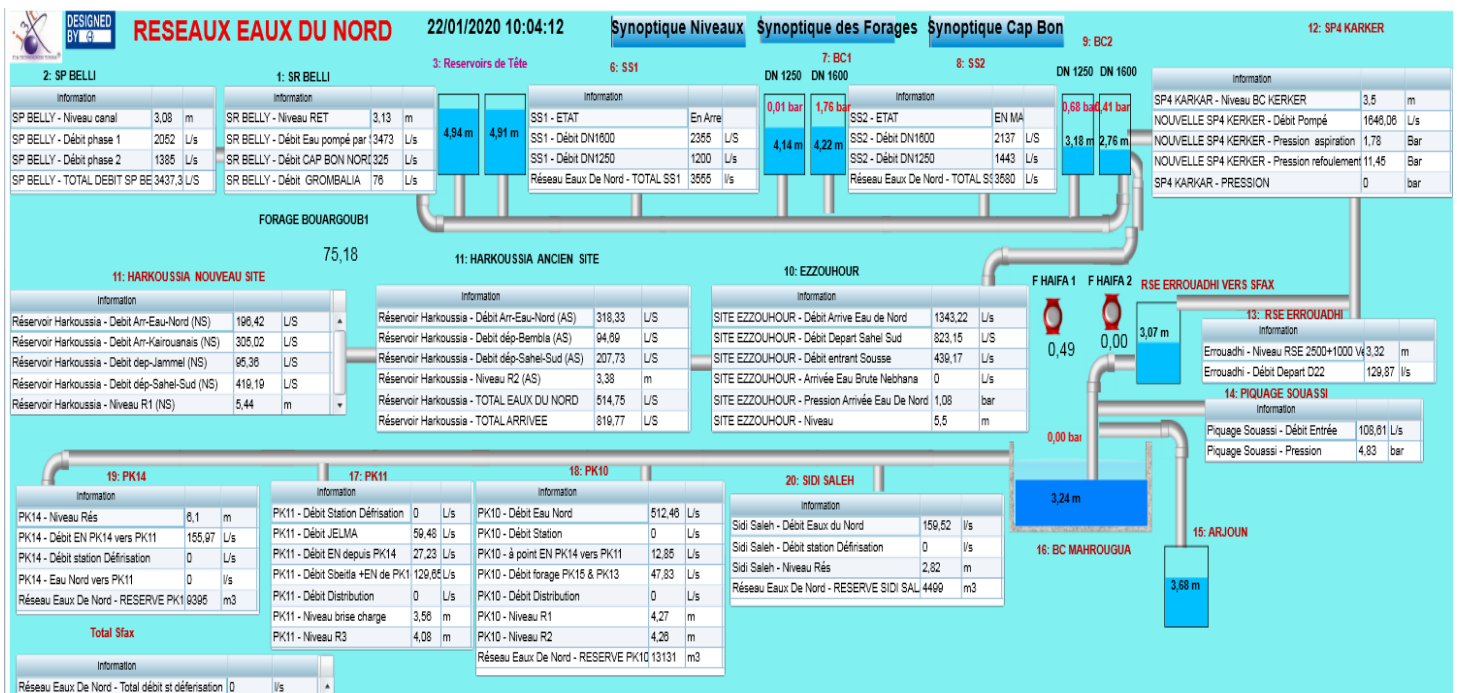 DESIGNED
BY
RESEAUX EAUX DU NORD
22/01/2020 10:04:12
Synoptique Niveaux
Synoptique des Forages
Synoptique Cap Bon
2: SP BELLI
Information
SP BELLY - Niveau canal 3,08 m
SP BELLY - Débit phase 1 2052 L/s
SP BELLY - Débit phase 2 1385 L/s
SP BELLY - TOTAL DEBIT SP BE 3437,3 L/S
1: SR BELLI
Information
SR BELLY - Niveau RET 3,13 m
SR BELLY - Débit Eau pompé par 3473 L/s
SR BELLY - Débit CAP BON NORD 325 L/s
SR BELLY - Débit GROMBALIA 76 L/s
3: Reservoirs de Tête
4,94 m
4,91 m
6: SS1
Information
SS1 - ETAT En Arre
SS1 - Débit DN1600 2355 L/S
SS1 - Débit DN1250 1200 L/s
Réseau Eaux De Nord - TOTAL SS1 3555 l/s
7: BC1
DN 1250 DN 1600
0,01 bar 1,76 bar
4,14 m 4,22 m
8: SS2
Information
SS2 - ETAT EN MA
SS2 - Débit DN1600 2137 L/S
SS2 - Débit DN1250 1443 L/s
Réseau Eaux De Nord - TOTAL SS 3580 L/s
9: BC2
DN 1250 DN 1600
0,68 bar 0,41 bar
3,18 m 2,76 m
12: SP4 KARKER
Information
SP4 KARKAR - Niveau BC KERKER 3,5 m
NOUVELLE SP4 KERKER - Débit Pompé 1646,06 L/s
NOUVELLE SP4 KERKER - Pression aspiration 1,78 Bar
NOUVELLE SP4 KERKER - Pression refoulement 11,45 Bar
SP4 KARKAR - PRESSION 0 bar
FORAGE BOUARGOUB1
75,18
11: HARKOUSSIA NOUVEAU SITE
Information
Réservoir Harkoussia - Debit Arr-Eau-Nord (NS) 196,42 L/S
Réservoir Harkoussia - Debit Arr-Kairouanais (NS) 305,02 L/S
Réservoir Harkoussia - Debit dep-Jammel (NS) 95,36 L/S
Réservoir Harkoussia - Debit dép-Sahel-Sud (NS) 419,19 L/S
Réservoir Harkoussia - Niveau R1 (NS) 5,44 m
11: HARKOUSSIA ANCIEN SITE
Information
Réservoir Harkoussia - Débit Arr-Eau-Nord (AS) 318,33 L/S
Réservoir Harkoussia - Debit dép-Bembla (AS) 94,69 L/S
Réservoir Harkoussia - Debit dép-Sahel-Sud (AS) 207,73 L/S
Réservoir Harkoussia - Niveau R2 (AS) 3,38 m
Réservoir Harkoussia - TOTAL EAUX DU NORD 514,75 L/S
Réservoir Harkoussia - TOTAL ARRIVEE 819,77 L/S
10: EZZOUHOUR
Information
SITE EZZOUHOUR - Débit Arrive Eau de Nord 1343,22 L/s
SITE EZZOUHOUR - Débit Depart Sahel Sud 823,15 L/S
SITE EZZOUHOUR - Débit entrant Sousse 439,17 L/s
SITE EZZOUHOUR - Arrivée Eau Brute Nebhana 0 L/s
SITE EZZOUHOUR - Pression Arrivée Eau De Nord 1,08 bar
SITE EZZOUHOUR - Niveau 5,5 m
F HAIFA 1 F HAIFA 2
0,49 0,00
RSE ERROUADHI VERS SFAX
3,07 m
13: RSE ERROUADHI
Information
Errouadhi - Niveau RSE 2500+1000 Ve 3,32 m
Errouadhi - Débit Depart D22 129,87 l/s
14: PIQUAGE SOUASSI
Information
Piquage Souassi - Débit Entrée 108,61 L/s
Piquage Souassi - Pression 4,83 bar
0,00 bar
3,24 m
16: BC MAHROUGUA
15: ARJOUN
3,68 m
19: PK14
Information
PK14 - Niveau Rés 6,1 m
PK14 - Débit EN PK14 vers PK11 155,97 L/s
PK14 - Débit station Défirisation 0 L/s
PK14 - Eau Nord vers PK11 0 l/s
Réseau Eaux De Nord - RESERVE PK1 9395 m3
17: PK11
Information
PK11 - Débit Station Défrisation 0 L/s
PK11 - Débit JELMA 59,48 L/s
PK11 - Débit EN depuis PK14 27,23 L/s
PK11 - Débit Sbeitla +EN de PK1 129,65 L/s
PK11 - Débit Distribution 0 L/s
PK11 - Niveau brise charge 3,56 m
PK11 - Niveau R3 4,08 m
18: PK10
Information
PK10 - Débit Eau Nord 512,46 L/s
PK10 - Débit Station 0 L/s
PK10 - à point EN PK14 vers PK11 12,85 L/s
PK10 - Débit forage PK15 & PK13 47,83 L/s
PK10 - Débit Distribution 0 L/s
PK10 - Niveau R1 4,27 m
PK10 - Niveau R2 4,26 m
Réseau Eaux De Nord - RESERVE PK10 13131 m3
20: SIDI SALEH
Information
Sidi Saleh - Débit Eaux du Nord 159,52 l/s
Sidi Saleh - Débit station Défirisation 0 l/s
Sidi Saleh - Niveau Rés 2,82 m
Réseau Eaux De Nord - RESERVE SIDI SAL 4499 m3
Total Sfax
Information
Réseau Eaux De Nord - Total débit st déferisation 0 l/s